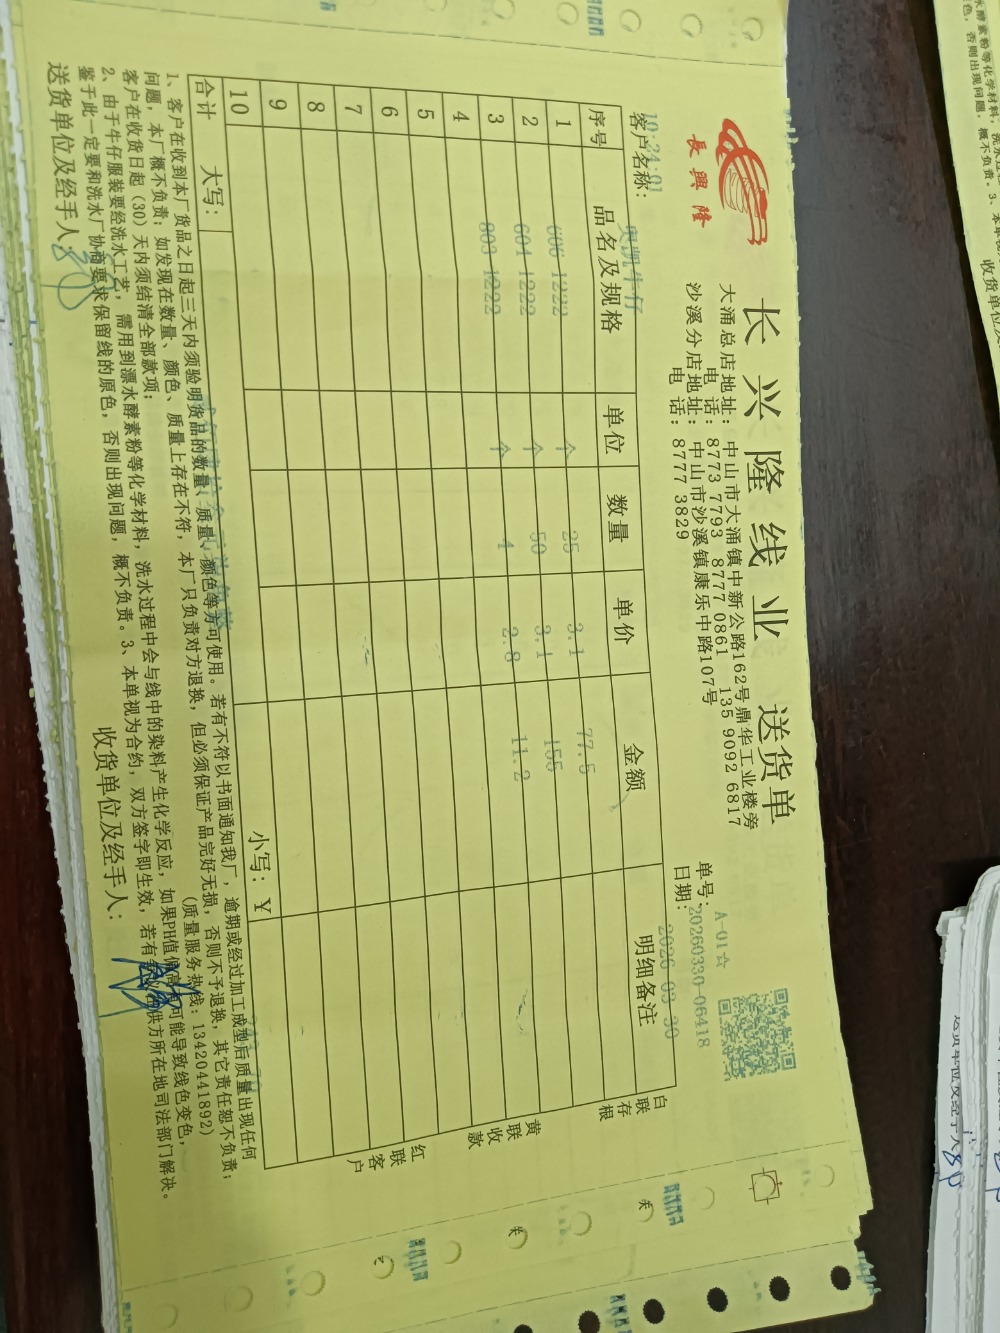 長興隆
长兴隆线业 送货单
大涌总店地址：中山市大涌镇中新公路162号鼎华工业楼旁
电话：8773 7793 8777 0861 135 9092 6817
沙溪分店地址：中山市沙溪镇康乐中路107号
电话：8777 3829
A-01☆
单号：20260330-06418
日期：2026-03-30
10:24:01
客户名称：奥凯牛仔
序号 品名及规格 单位 数量 单价 金额 明细备注
1 606 1222 个 25 3.1 77.5
2 604 1222 个 50 3.1 155
3 803 1222 个 4 2.8 11.2
4
5
6
7
8
9
10
合计 大写： 小写：¥
白联存根
黄联收款
红联客户
1、客户在收到本厂货品之日起三天内须验明货品的数量、质量、颜色等方可使用。若有不符以书面通知我厂，逾期或经过加工成型后质量出现任何
问题，本厂概不负责；如发现在数量、颜色、质量上存在不符，本厂只负责对方退换，但必须保证产品完好无损，否则不予退换，其它责任恕不负责；
客户在收货日起（30）天内须结清全部款项； （质量服务热线：13420441892）
2、由于牛仔服装要经洗水工艺，需用到漂水酵素粉等化学材料，洗水过程中会与线中的染料产生化学反应，如果PH值偏高有可能导致线色变色，
鉴于此一定要和洗水厂协商要求保留线的原色，否则出现问题，概不负责。3、本单视为合约，双方签字即生效，若有争议在供方所在地司法部门解决。
送货单位及经手人：
收货单位及经手人：